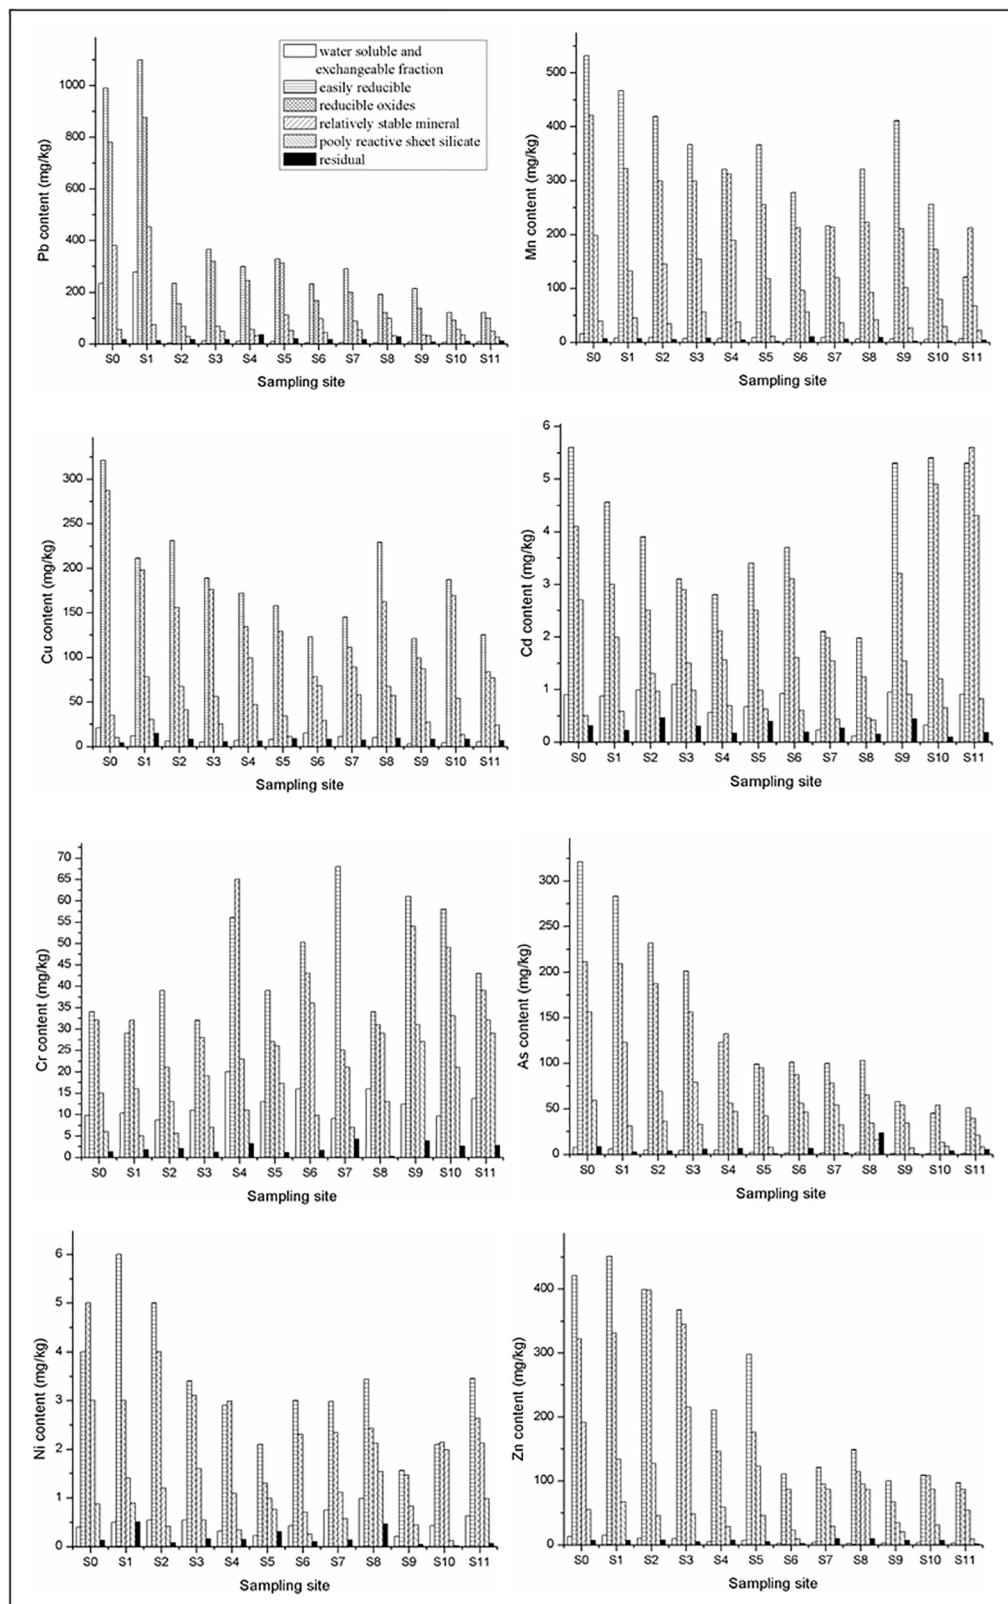 water soluble and
exchangeable fraction
easily reducible
reducible oxides
relatively stable mineral
pooly reactive sheet silicate
residual
Pb content (mg/kg)
1000
800
600
400
200
0
S0 S1 S2 S3 S4 S5 S6 S7 S8 S9 S10 S11
Sampling site
Mn content (mg/kg)
500
400
300
200
100
0
S0 S1 S2 S3 S4 S5 S6 S7 S8 S9 S10 S11
Sampling site
Cu content (mg/kg)
300
250
200
150
100
50
0
S0 S1 S2 S3 S4 S5 S6 S7 S8 S9 S10 S11
Sampling site
Cd content (mg/kg)
6
5
4
3
2
1
0
S0 S1 S2 S3 S4 S5 S6 S7 S8 S9 S10 S11
Sampling site
Cr content (mg/kg)
70
65
60
55
50
45
40
35
30
25
20
15
10
5
0
S0 S1 S2 S3 S4 S5 S6 S7 S8 S9 S10 S11
Sampling site
As content (mg/kg)
300
250
200
150
100
50
0
S0 S1 S2 S3 S4 S5 S6 S7 S8 S9 S10 S11
Sampling site
Ni content (mg/kg)
6
5
4
3
2
1
0
S0 S1 S2 S3 S4 S5 S6 S7 S8 S9 S10 S11
Sampling site
Zn content (mg/kg)
400
300
200
100
0
S0 S1 S2 S3 S4 S5 S6 S7 S8 S9 S10 S11
Sampling site